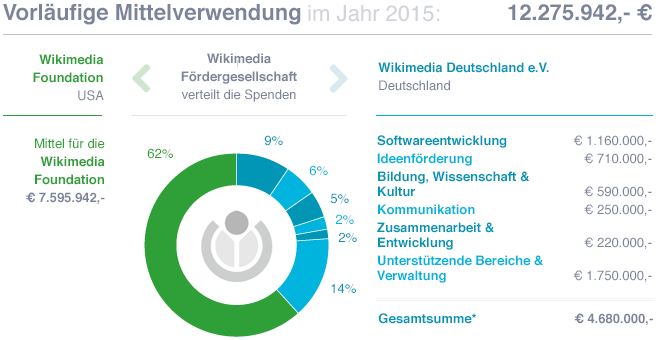 Vorläufige Mittelverwendung im Jahr 2015: 12.275.942,- €
Wikimedia
Foundation
USA
Wikimedia
Fördergesellschaft
verteilt die Spenden
Wikimedia Deutschland e.V.
Deutschland
Mittel für die
Wikimedia
Foundation
€ 7.595.942,-
62%
9%
6%
5%
2%
2%
14%
Softwareentwicklung € 1.160.000,-
Ideenförderung € 710.000,-
Bildung, Wissenschaft &
Kultur € 590.000,-
Kommunikation € 250.000,-
Zusammenarbeit &
Entwicklung € 220.000,-
Unterstützende Bereiche &
Verwaltung € 1.750.000,-
Gesamtsumme* € 4.680.000,-